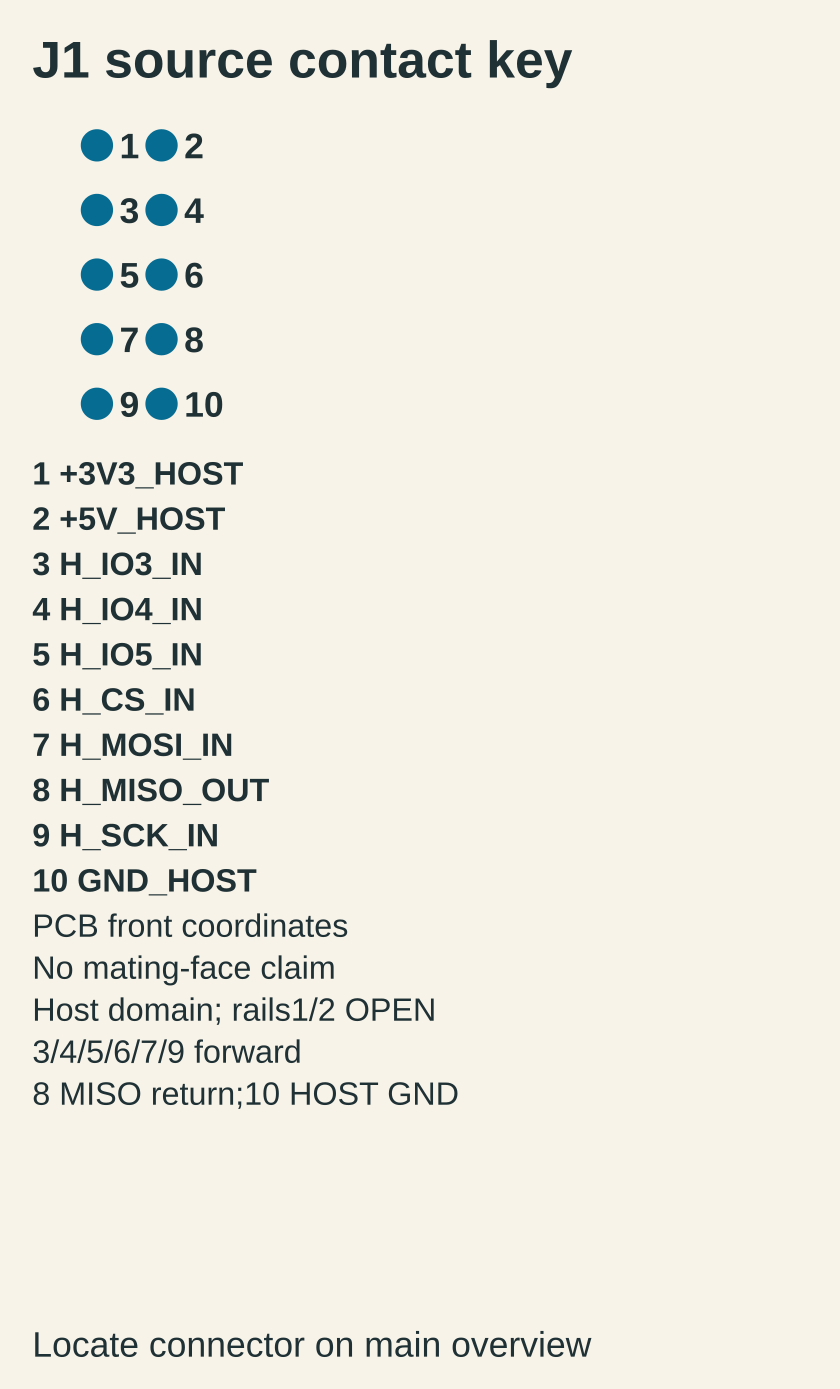 J1 source contact key
1 2
3 4
5 6
7 8
9 10
1 +3V3_HOST
2 +5V_HOST
3 H_IO3_IN
4 H_IO4_IN
5 H_IO5_IN
6 H_CS_IN
7 H_MOSI_IN
8 H_MISO_OUT
9 H_SCK_IN
10 GND_HOST
PCB front coordinates
No mating-face claim
Host domain; rails1/2 OPEN
3/4/5/6/7/9 forward
8 MISO return;10 HOST GND
Locate connector on main overview